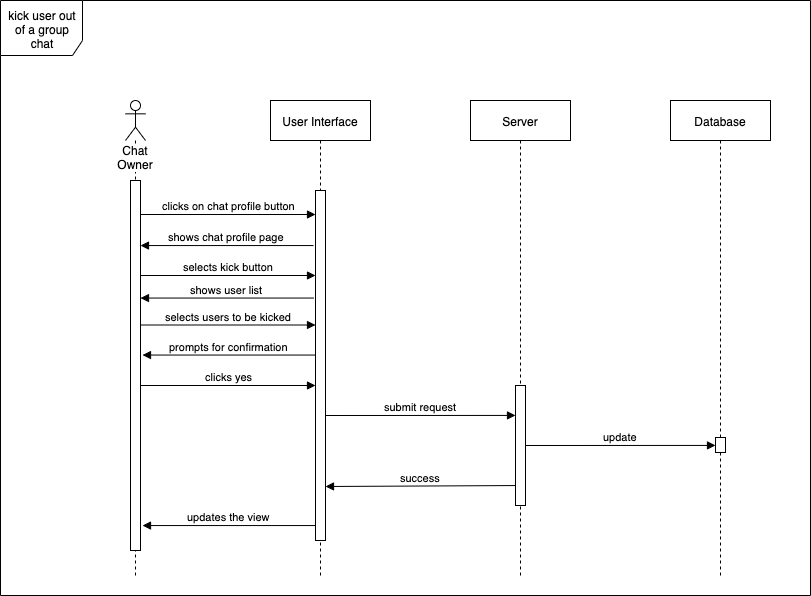 kick user out
of a group
chat
Chat
Owner
User Interface
Server
Database
clicks on chat profile button
shows chat profile page
selects kick button
shows user list
selects users to be kicked
prompts for confirmation
clicks yes
submit request
update
success
updates the view